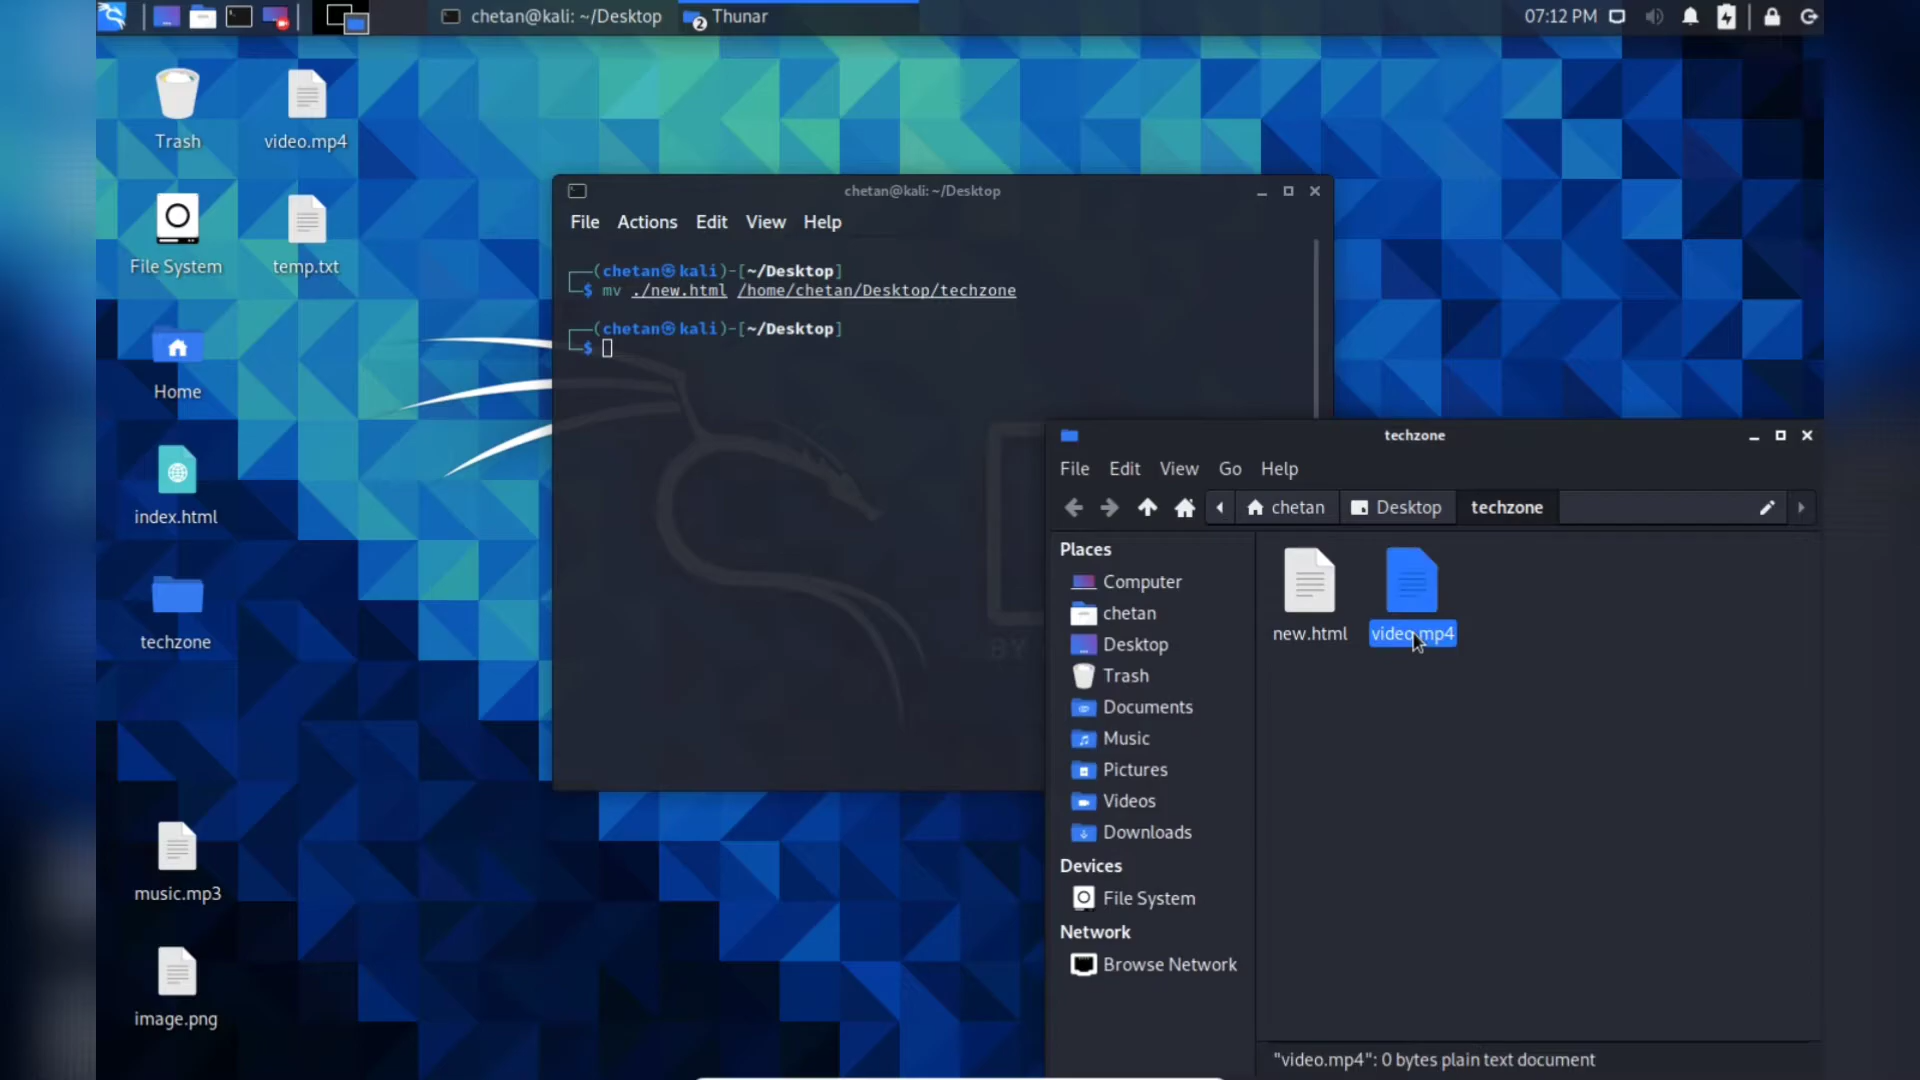 chetan@kali: ~/Desktop
2 Thunar
07:12 PM
Trash
video.mp4
File System
temp.txt
Home
index.html
techzone
music.mp3
image.png
chetan@kali: ~/Desktop
File Actions Edit View Help
(chetan㉿kali)-[~/Desktop]
$ mv ./new.html /home/chetan/Desktop/techzone
(chetan㉿kali)-[~/Desktop]
$
techzone
File Edit View Go Help
chetan Desktop techzone
Places
Computer
chetan
Desktop
Trash
Documents
Music
Pictures
Videos
Downloads
Devices
File System
Network
Browse Network
new.html
video.mp4
"video.mp4": 0 bytes plain text document
BY